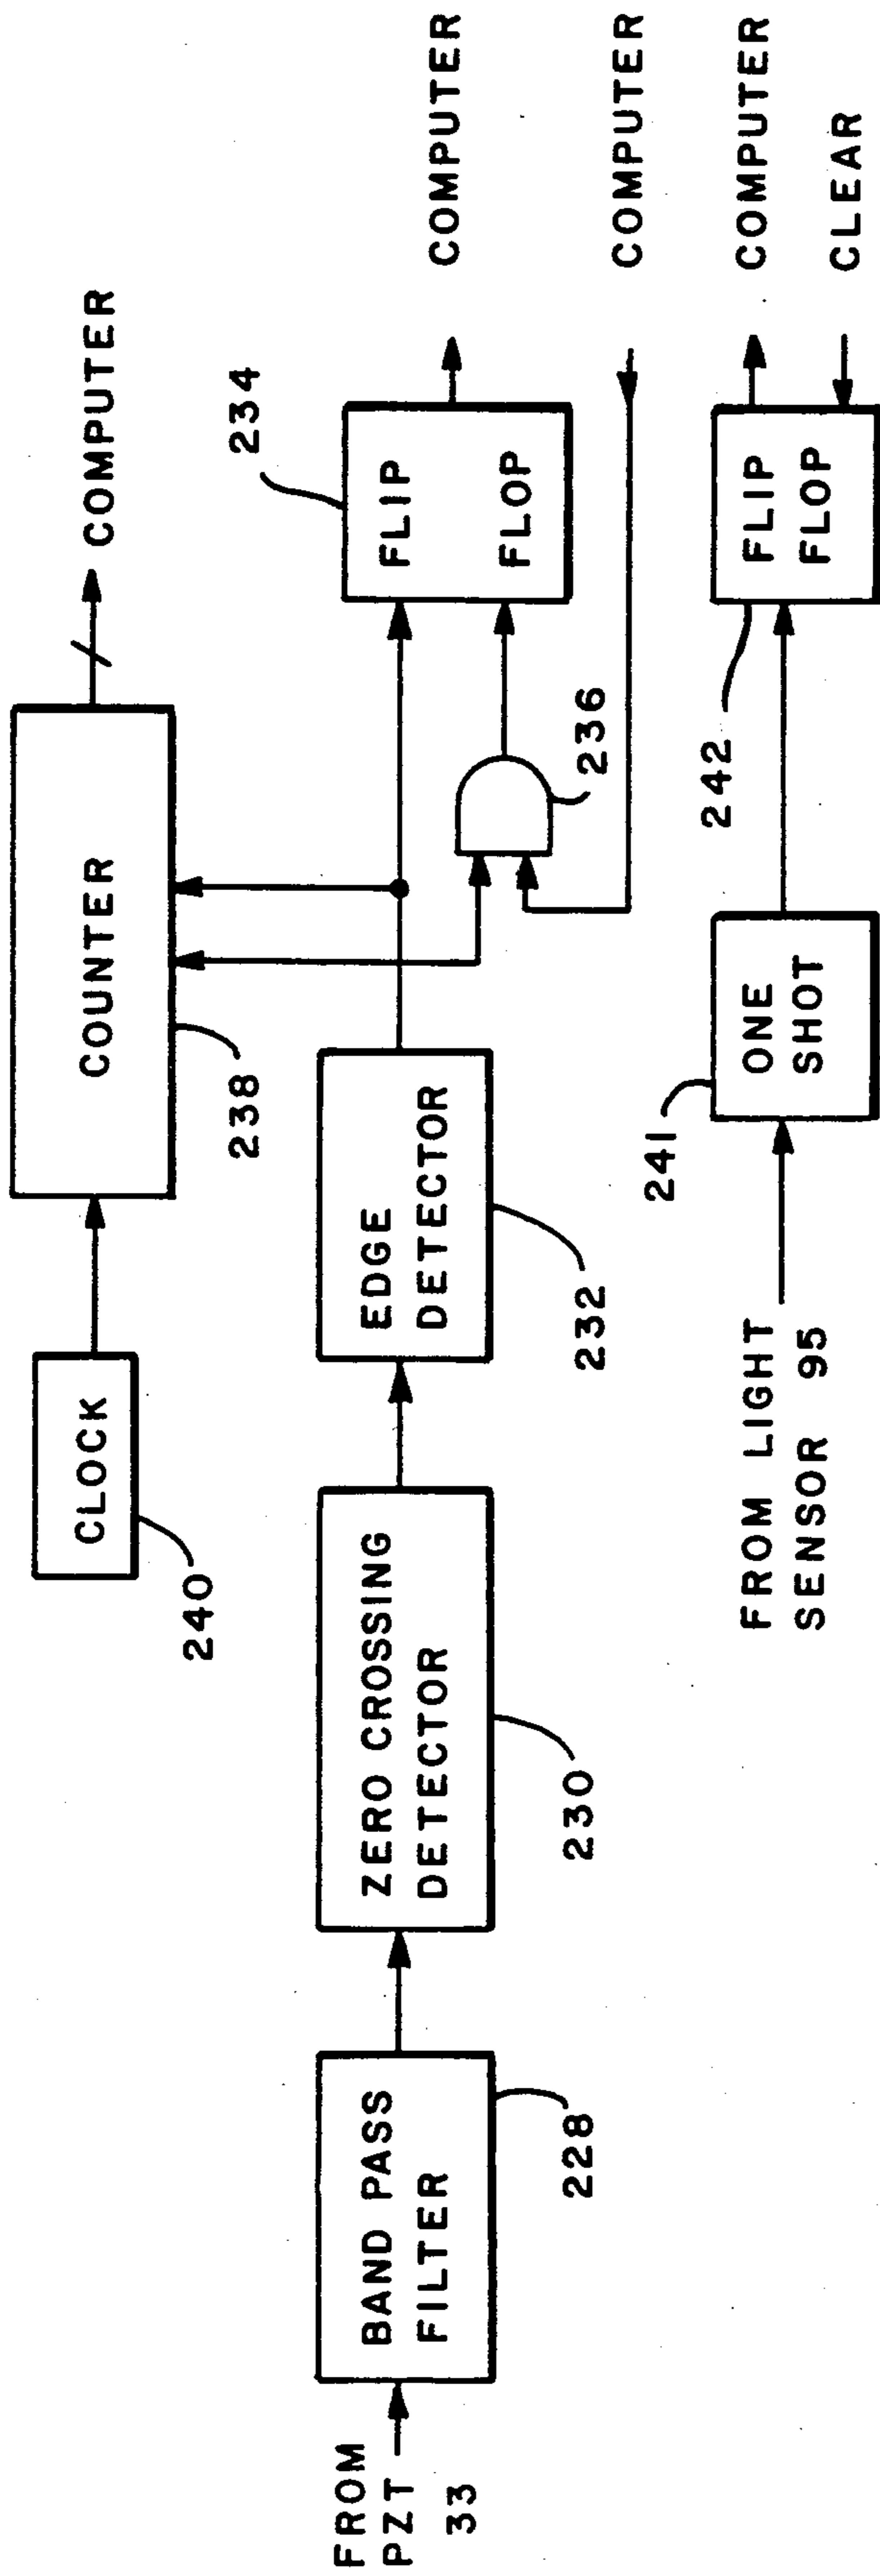 CLOCK
240
COUNTER
238
COMPUTER
FROM
PZT
33
BAND PASS
FILTER
228
ZERO CROSSING
DETECTOR
230
EDGE
DETECTOR
232
236
FLIP
FLOP
234
COMPUTER
COMPUTER
FROM LIGHT
SENSOR 95
ONE
SHOT
241
FLIP
FLOP
242
COMPUTER
CLEAR